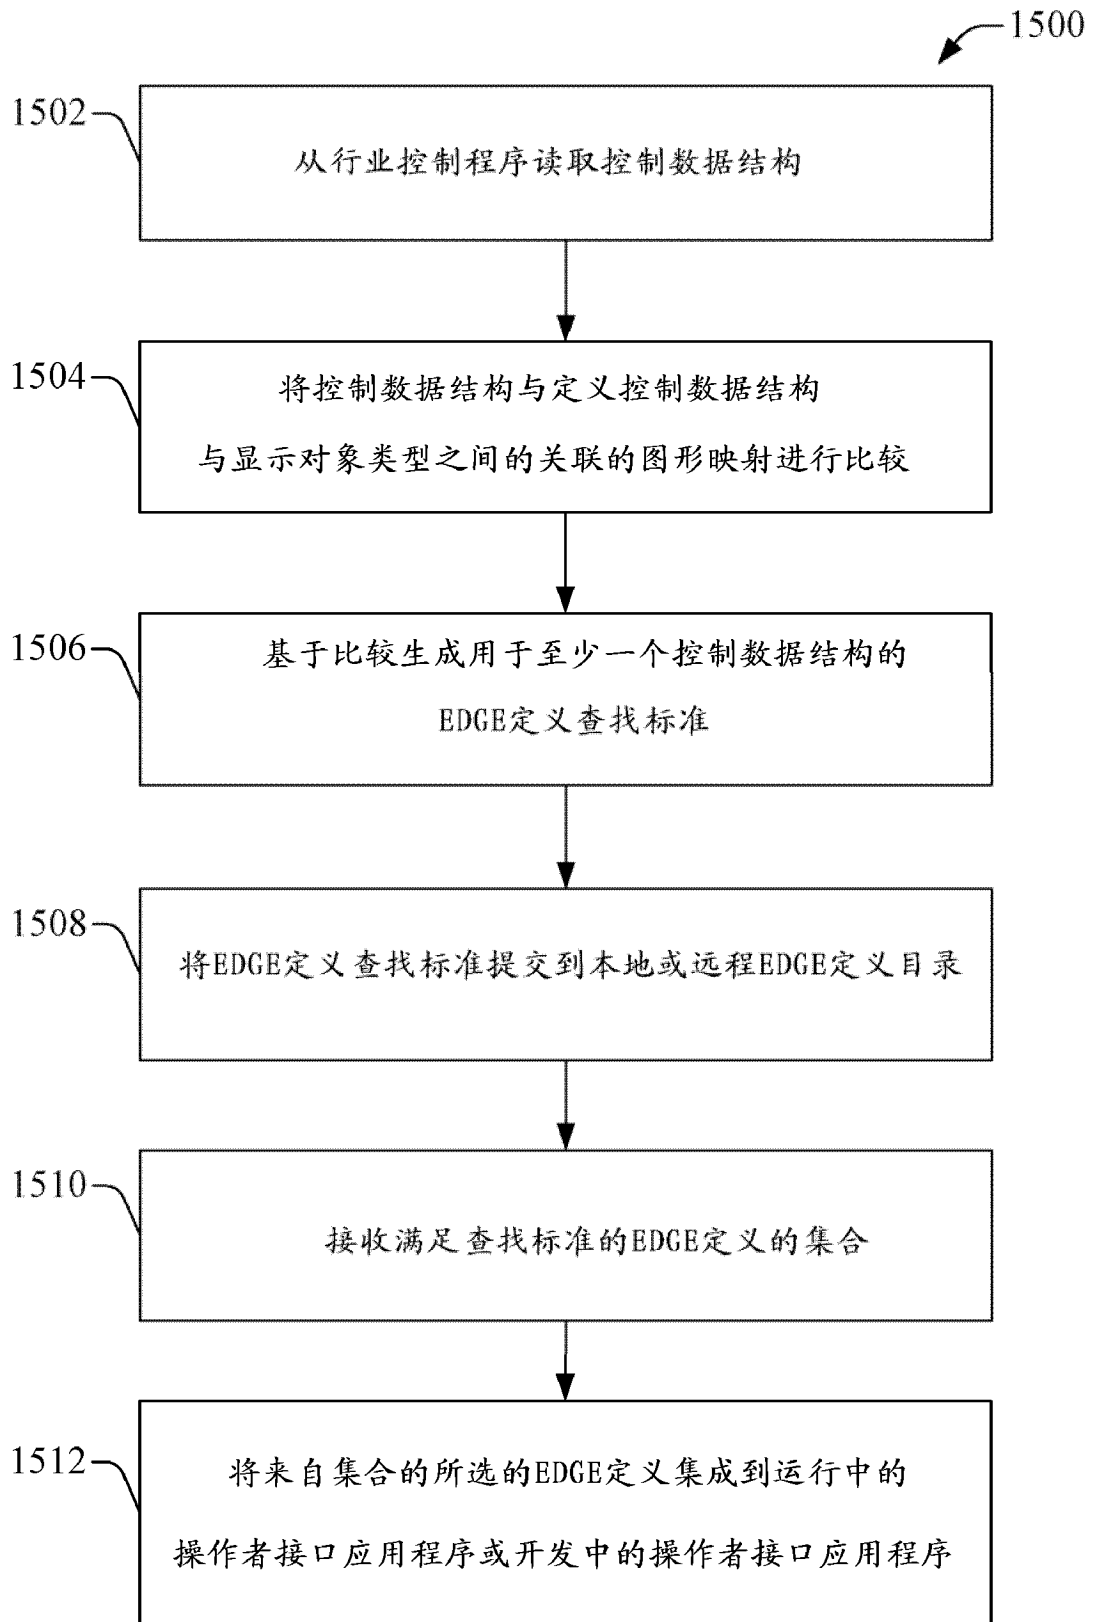 1500
1502
从行业控制程序读取控制数据结构
1504
将控制数据结构与定义控制数据结构
与显示对象类型之间的关联的图形映射进行比较
1506
基于比较生成用于至少一个控制数据结构的
EDGE定义查找标准
1508
将EDGE定义查找标准提交到本地或远程EDGE定义目录
1510
接收满足查找标准的EDGE定义的集合
1512
将来自集合的所选的EDGE定义集成到运行中的
操作者接口应用程序或开发中的操作者接口应用程序